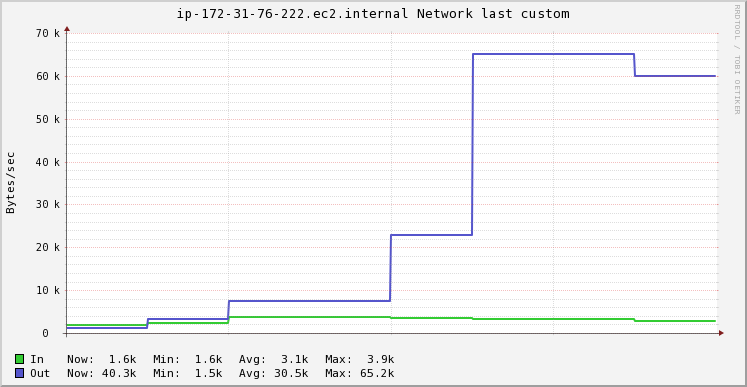 ip-172-31-76-222.ec2.internal Network last custom
RRDTOOL / TOBI OETIKER
Bytes/sec
70 k
60 k
50 k
40 k
30 k
20 k
10 k
0
In Now: 1.6k Min: 1.6k Avg: 3.1k Max: 3.9k
Out Now: 40.3k Min: 1.5k Avg: 30.5k Max: 65.2k